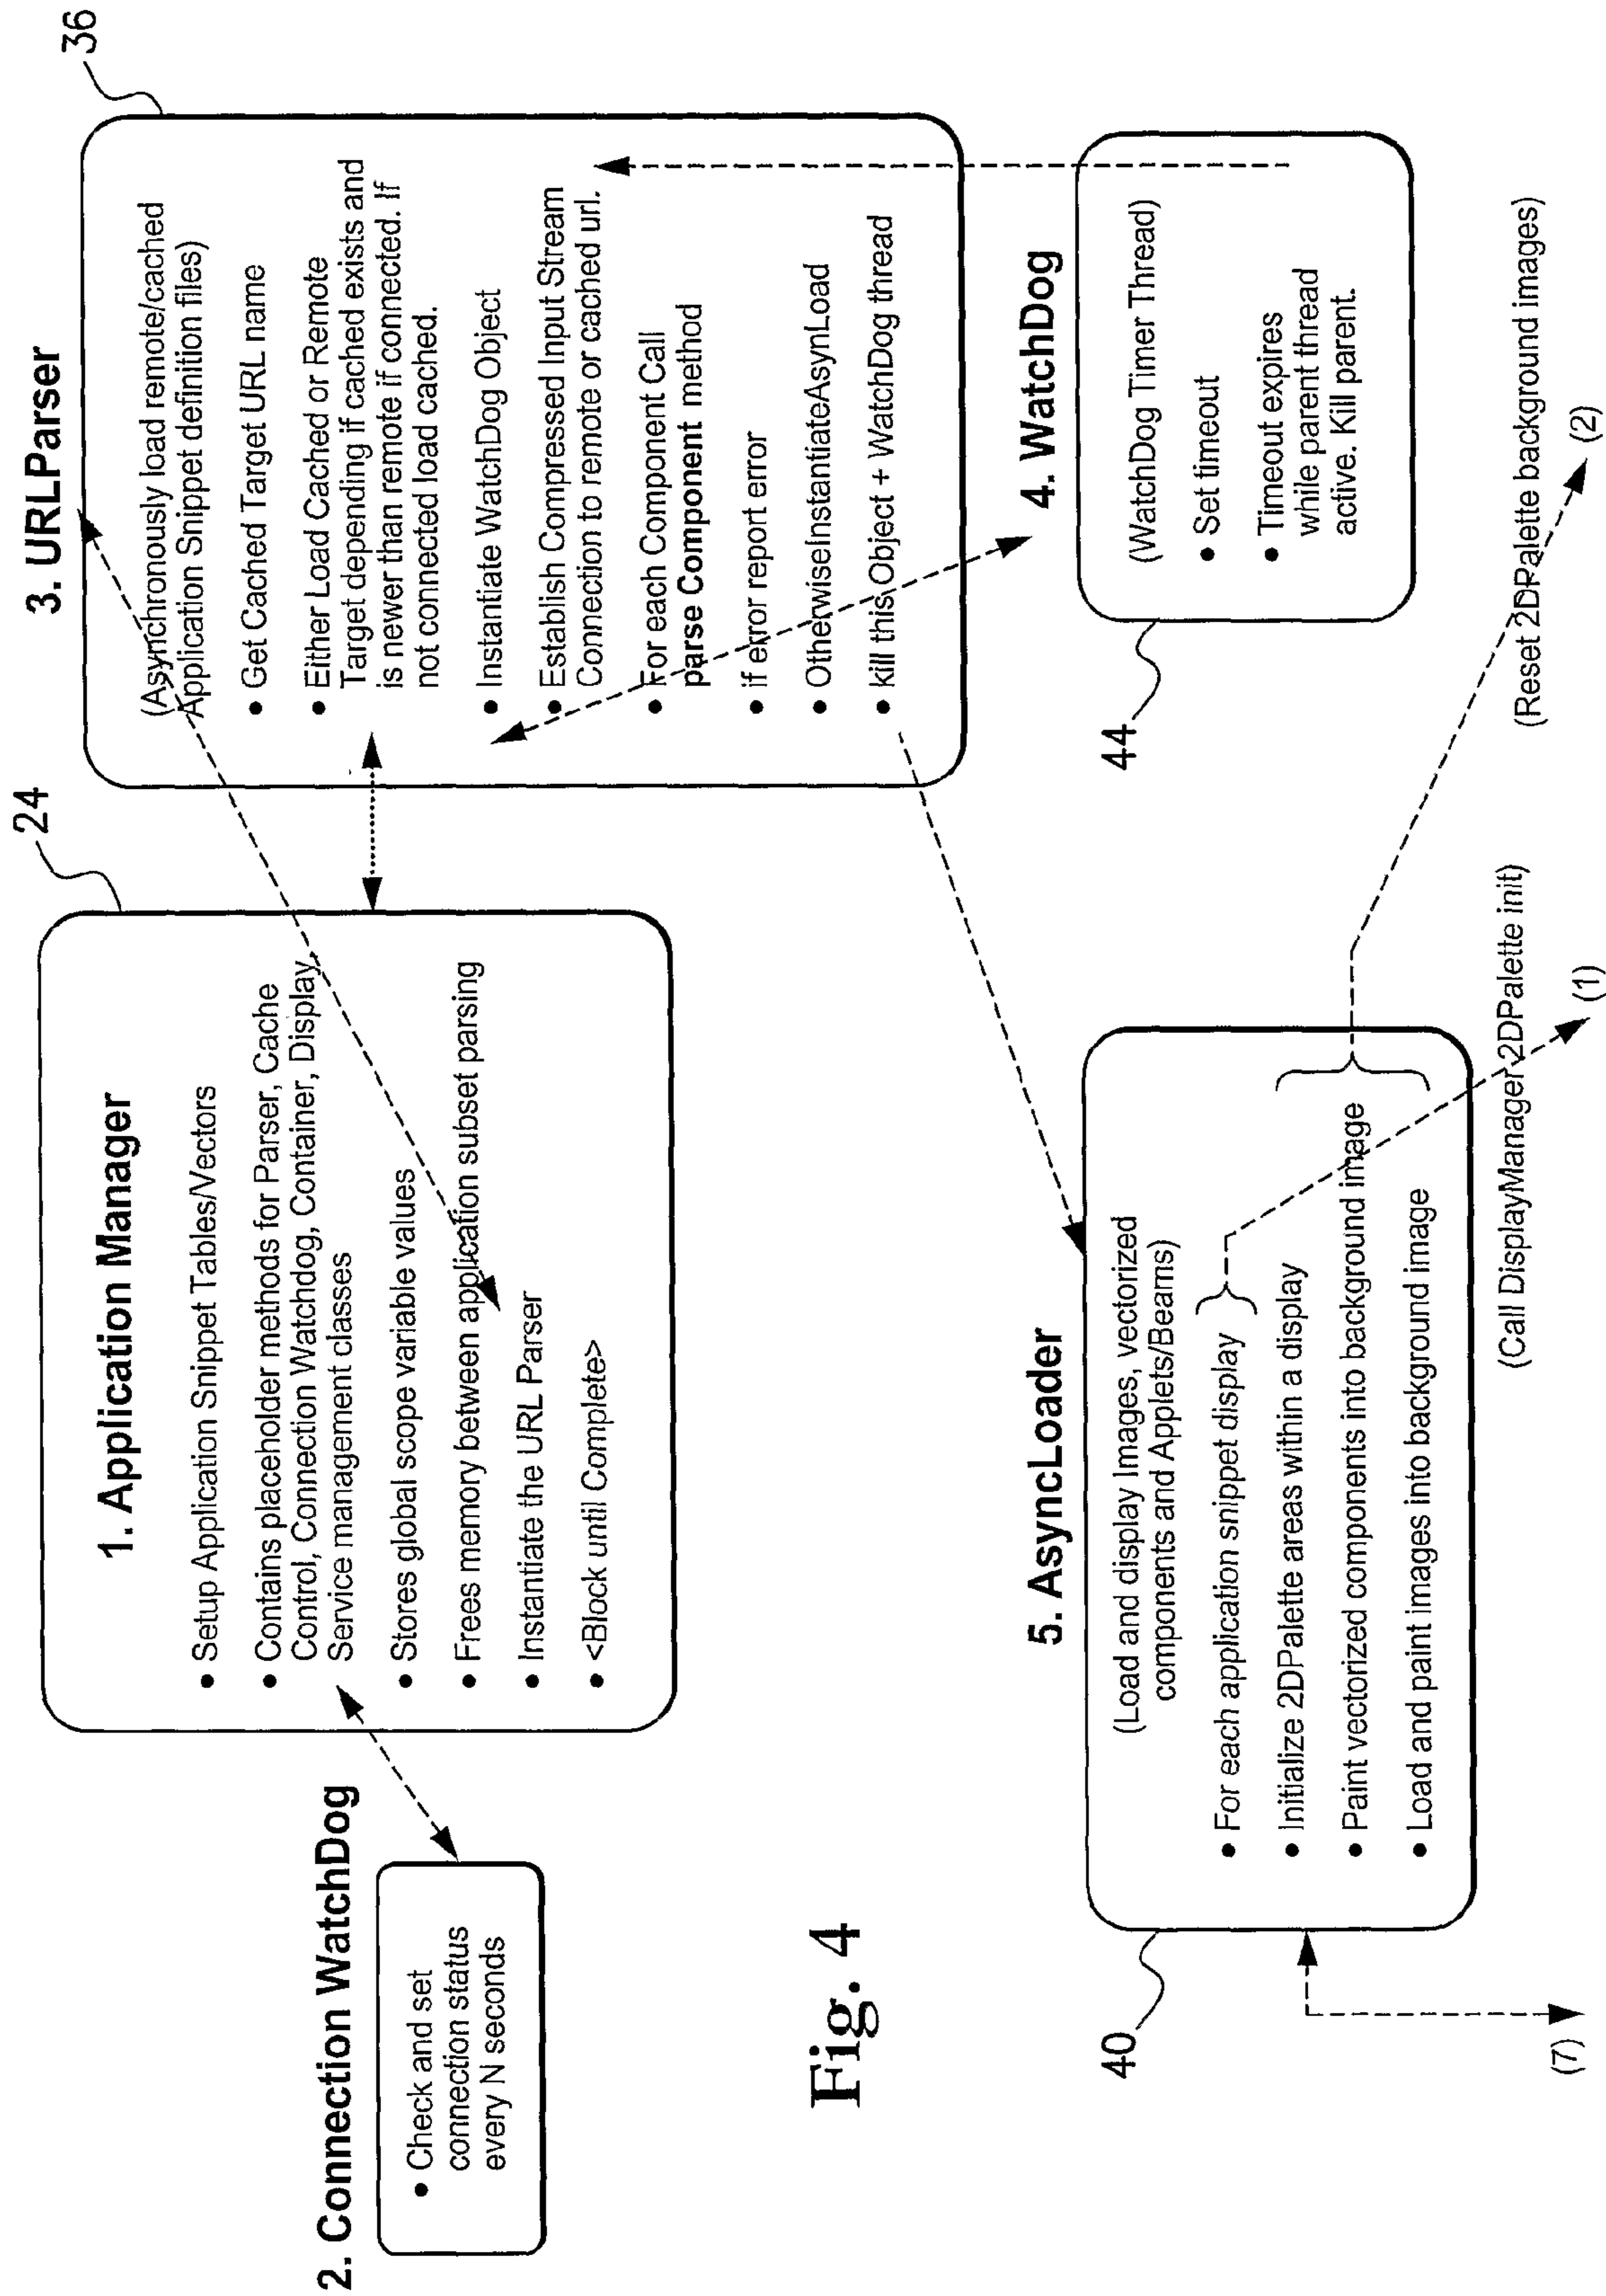 1. Application Manager
24
• Setup Application Snippet Tables/Vectors
• Contains placeholder methods for Parser, Cache
Control, Connection Watchdog, Container, Display,
Service management classes
• Stores global scope variable values
• Frees memory between application subset parsing
• Instantiate the URL Parser
• <Block until Complete>
2. Connection WatchDog
• Check and set
connection status
every N seconds
3. URLParser
36
(Asynchronously load remote/cached
Application Snippet definition files)
• Get Cached Target URL name
• Either Load Cached or Remote
Target depending if cached exists and
is newer than remote if connected. If
not connected load cached.
• Instantiate WatchDog Object
• Establish Compressed Input Stream
Connection to remote or cached url.
• For each Component Call
parse Component method
• if error report error
• OtherwiseInstantiateAsynLoad
• kill this Object + WatchDog thread
4. WatchDog
44
(WatchDog Timer Thread)
• Set timeout
• Timeout expires
while parent thread
active. Kill parent.
5. AsyncLoader
40
(Load and display Images, vectorized
components and Applets/Beams)
• For each application snippet display
• Initialize 2DPalette areas within a display
• Paint vectorized components into background image
• Load and paint images into background image
(Reset 2DPalette background images)
(2)
(Call DisplayManager 2DPalette init)
(1)
(7)
Fig. 4